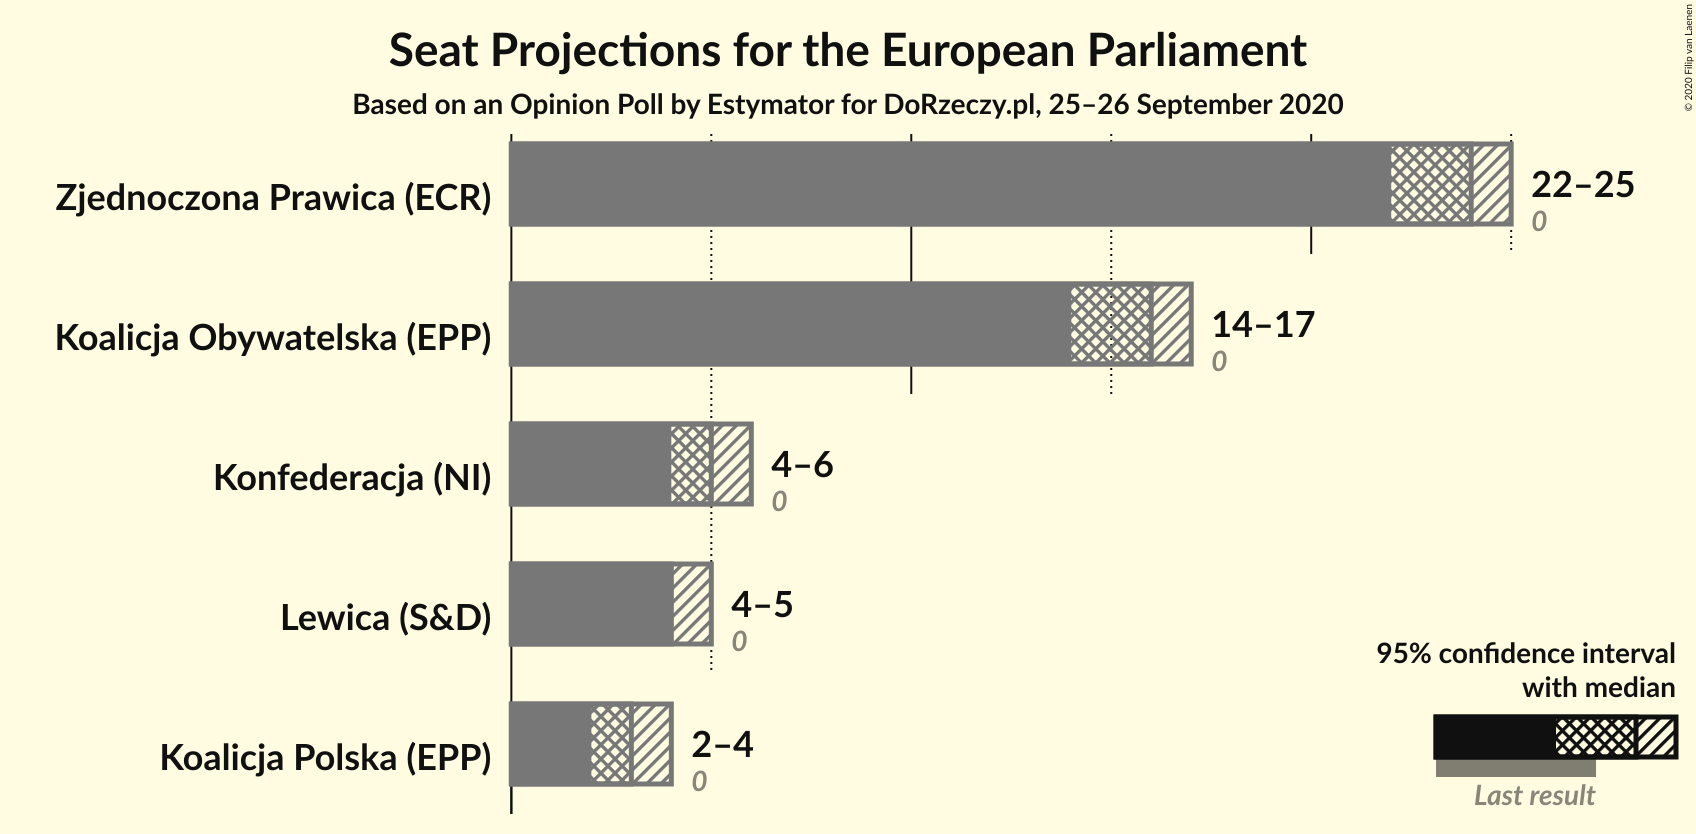 Seat Projections for the European Parliament
Based on an Opinion Poll by Estymator for DoRzeczy.pl, 25–26 September 2020
© 2020 Filip van Laenen
Zjednoczona Prawica (ECR)
22–25
0
Koalicja Obywatelska (EPP)
14–17
0
Konfederacja (NI)
4–6
0
Lewica (S&D)
4–5
0
Koalicja Polska (EPP)
2–4
0
95% confidence interval
with median
Last result